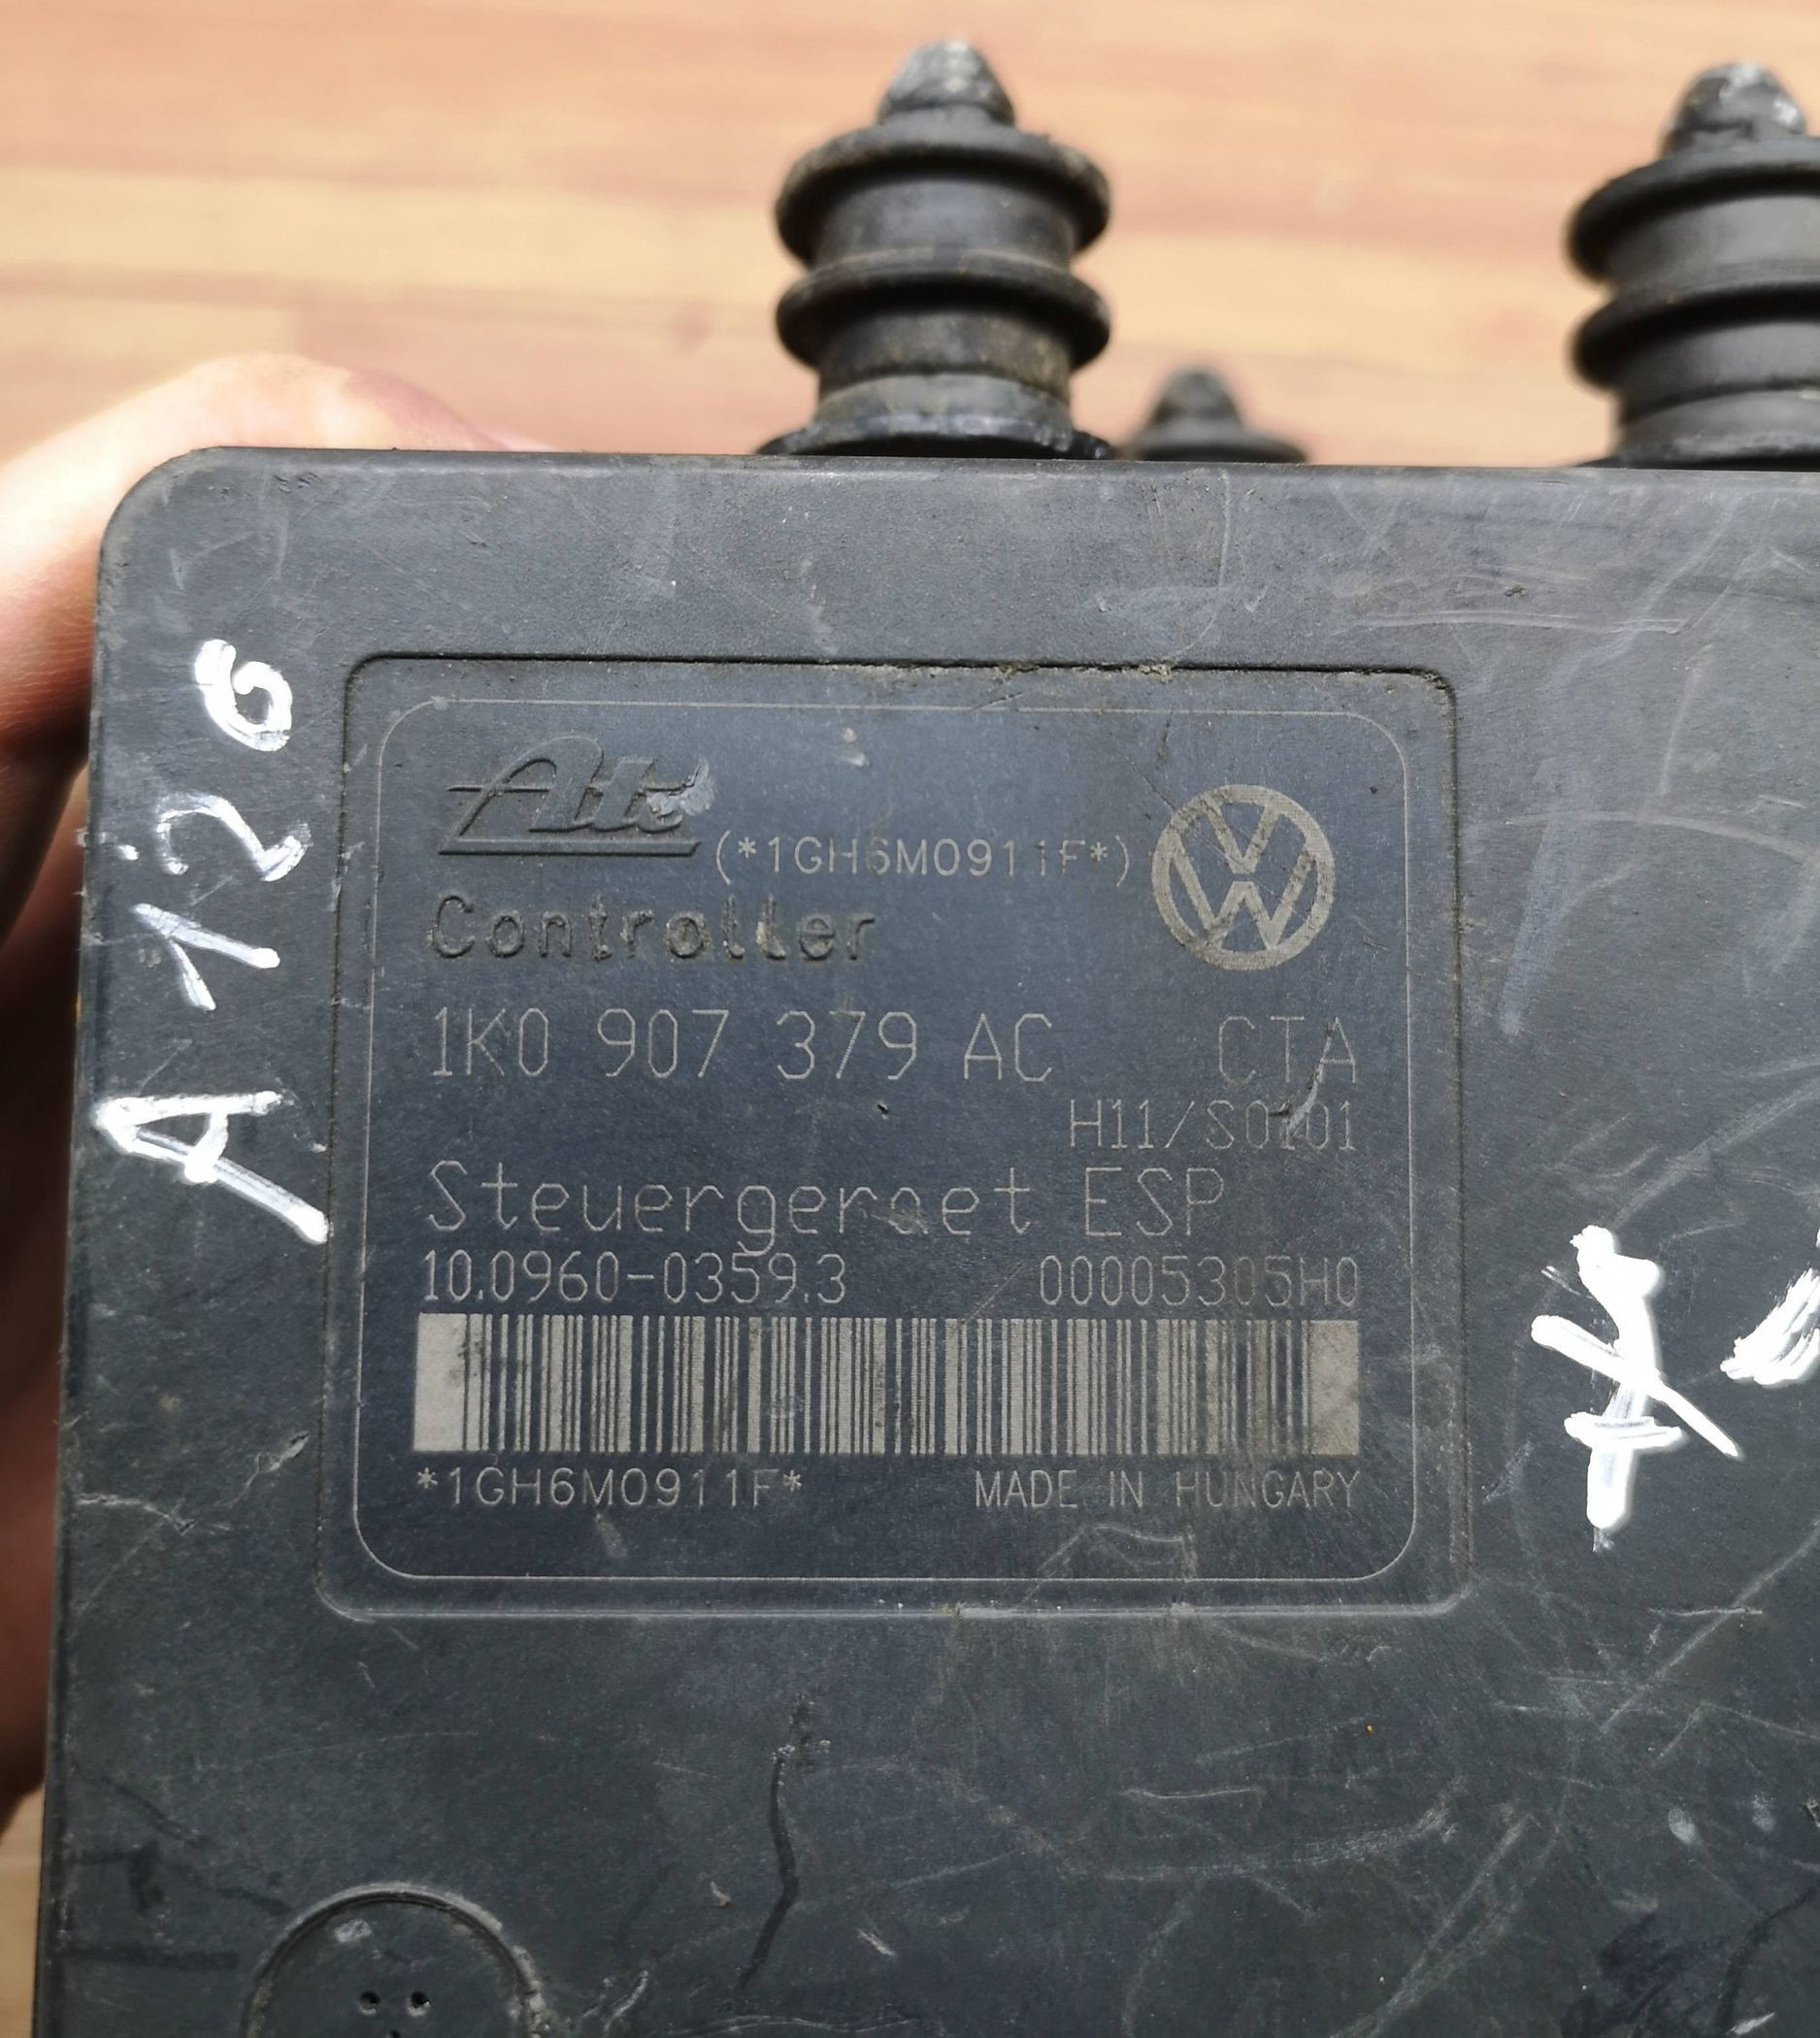 Ate
(*1GH6M0911F*)
Controller
1K0 907 379 AC CTA
H11/S0101
Steuergeraet ESP
10.0960-0359.3 00005305H0
*1GH6M0911F* MADE IN HUNGARY
A126